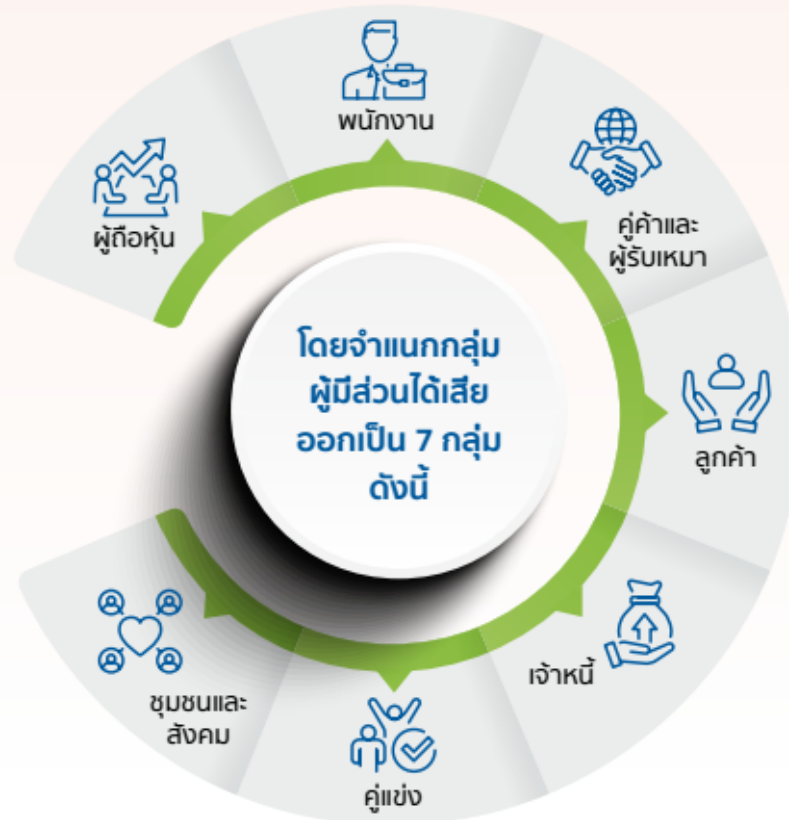 โดยจำแนกกลุ่ม
ผู้มีส่วนได้เสีย
ออกเป็น 7 กลุ่ม
ดังนี้
ผู้ถือหุ้น
พนักงาน
คู่ค้าและ
ผู้รับเหมา
ลูกค้า
เจ้าหนี้
คู่แข่ง
ชุมชนและ
สังคม